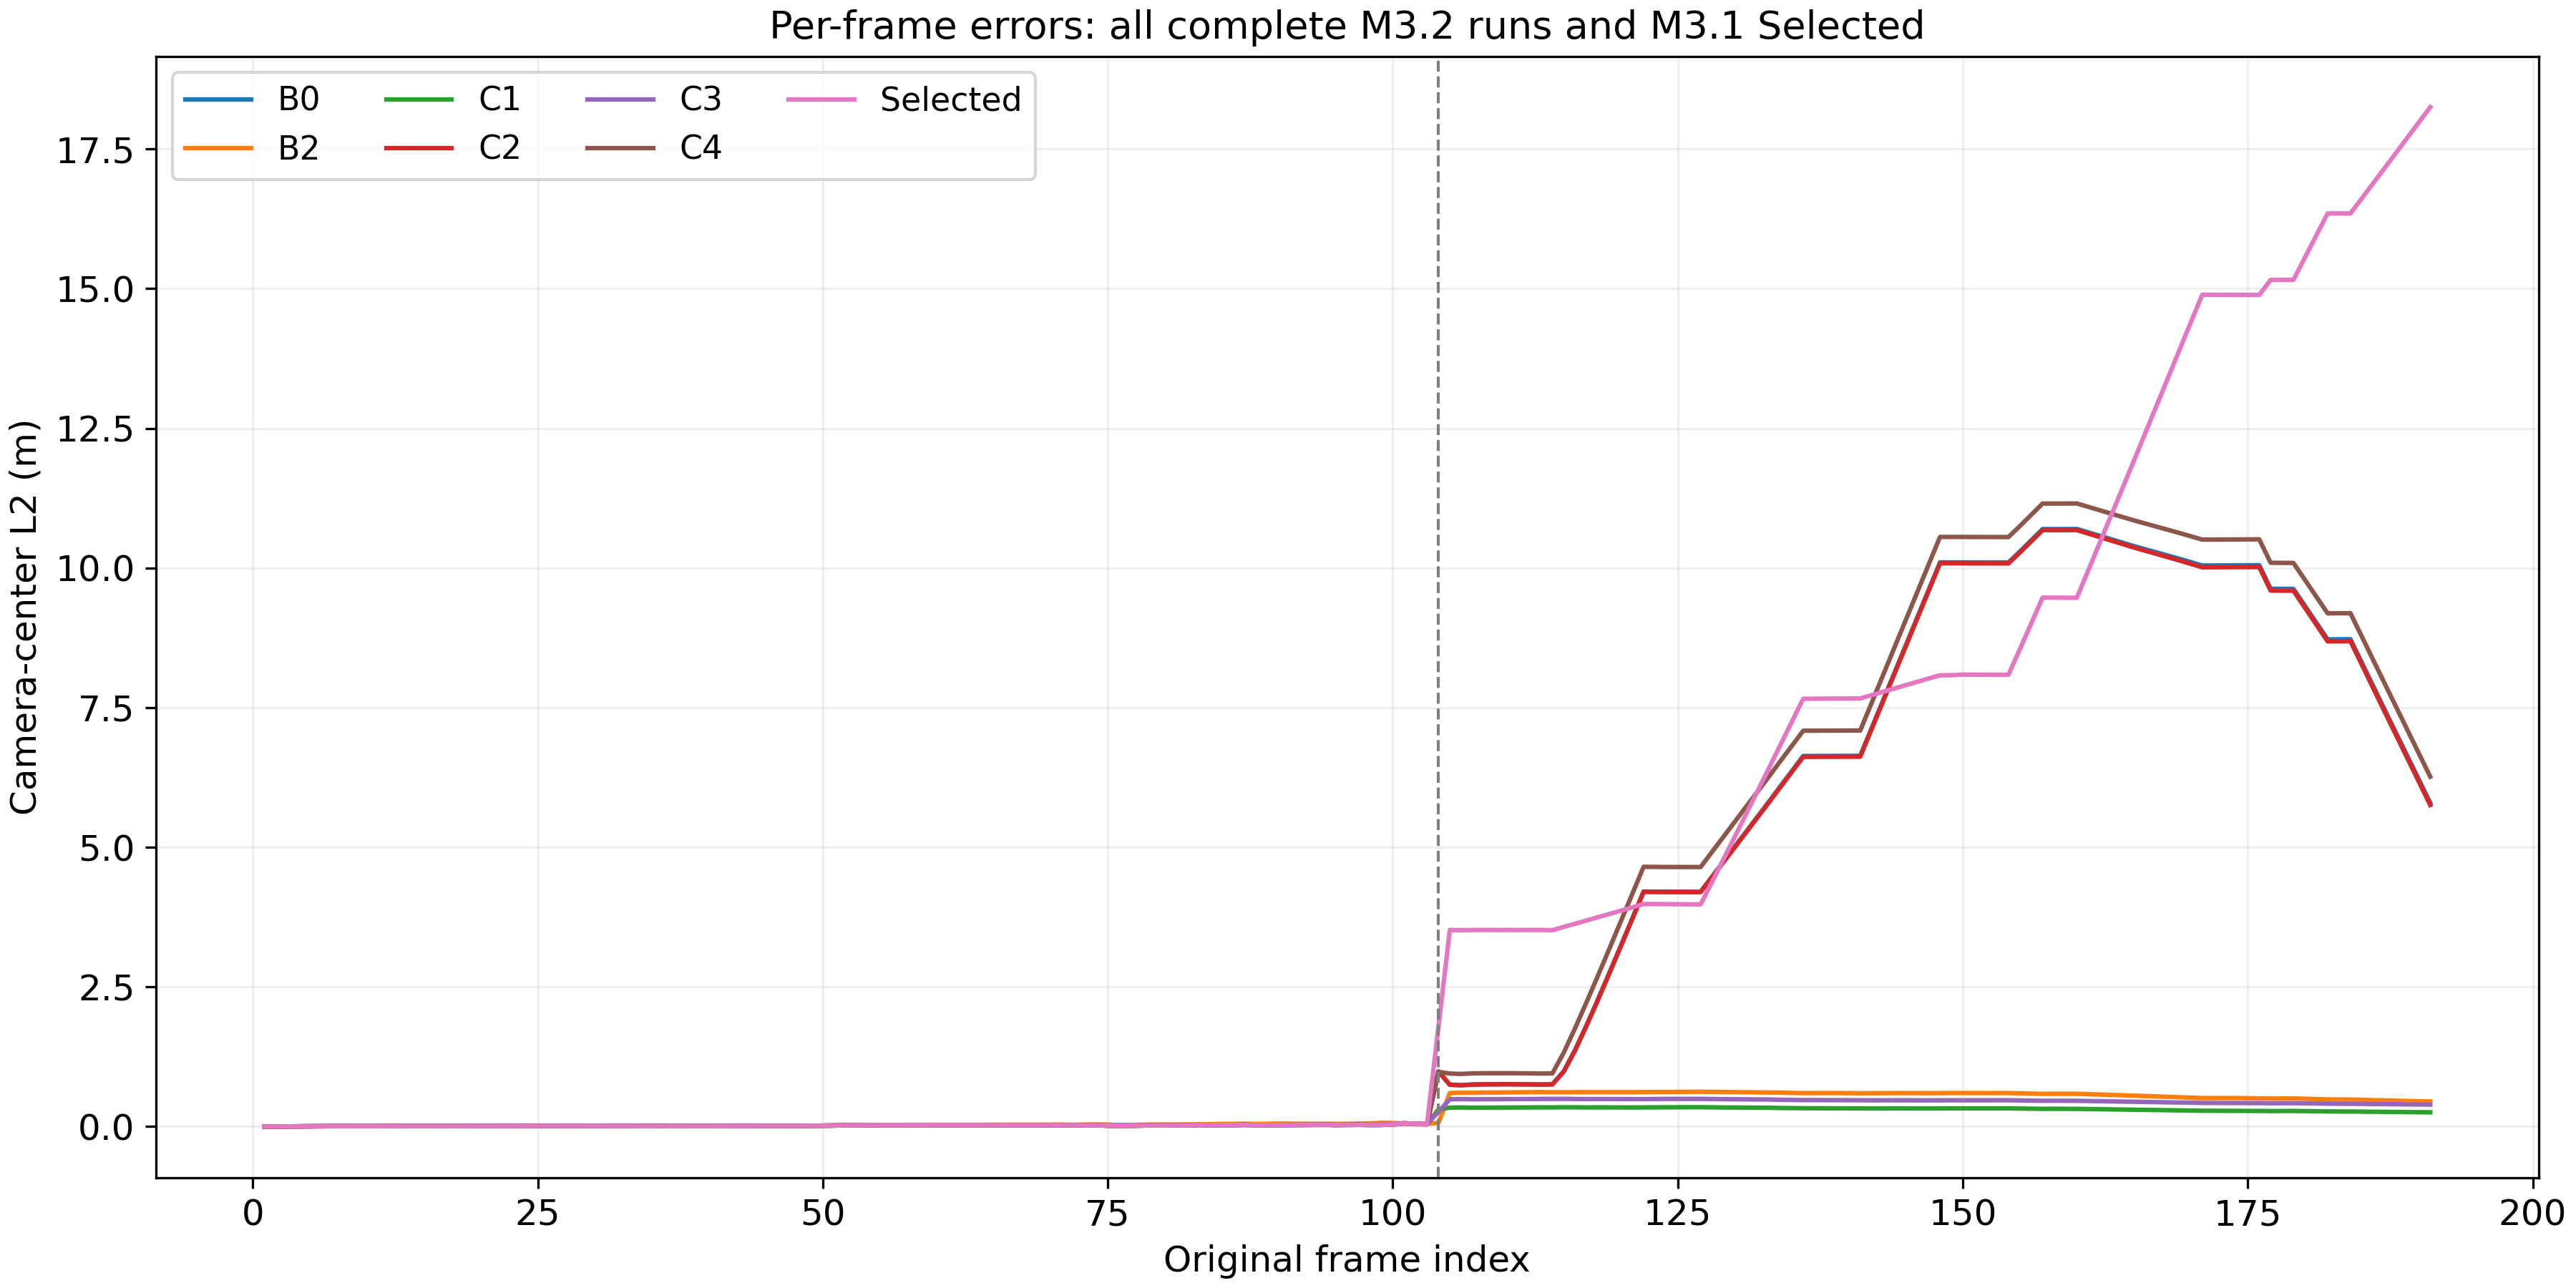 Per-frame errors: all complete M3.2 runs and M3.1 Selected
B0 C1 C3 Selected
B2 C2 C4
Camera-center L2 (m)
17.5
15.0
12.5
10.0
7.5
5.0
2.5
0.0
0 25 50 75 100 125 150 175 200
Original frame index